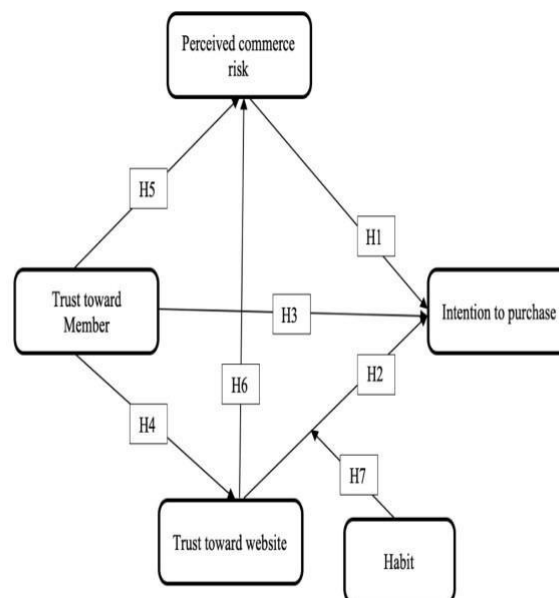 Perceived commerce
risk
H5
H1
Trust toward
Member
H3
Intention to purchase
H6
H2
H4
H7
Trust toward website
Habit